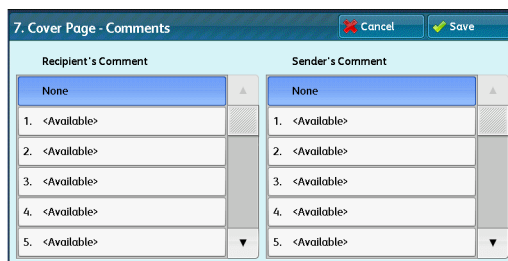 7. Cover Page - Comments
Cancel
Save
Recipient's Comment
Sender's Comment
None
None
1. <Available>
1. <Available>
2. <Available>
2. <Available>
3. <Available>
3. <Available>
4. <Available>
4. <Available>
5. <Available>
5. <Available>